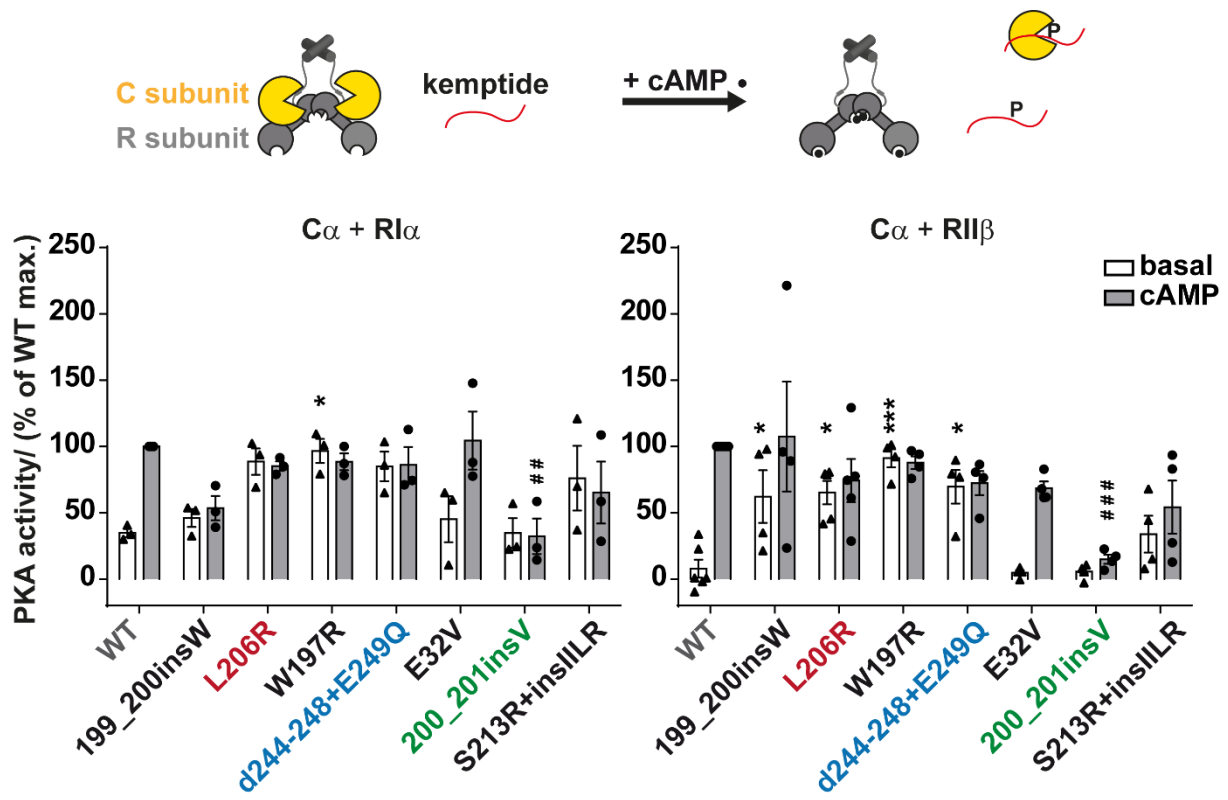 C subunit
R subunit
kemptide
+ cAMP
P
P
Cα + RIα
Cα + RIIβ
PKA activity/ (% of WT max.)
250
200
150
100
50
0
*
##
WT
199_200insW
L206R
W197R
d244-248+E249Q
E32V
200_201insV
S213R+insIILR
250
200
150
100
50
0
*
*
***
*
###
basal
cAMP
WT
199_200insW
L206R
W197R
d244-248+E249Q
E32V
200_201insV
S213R+insIILR